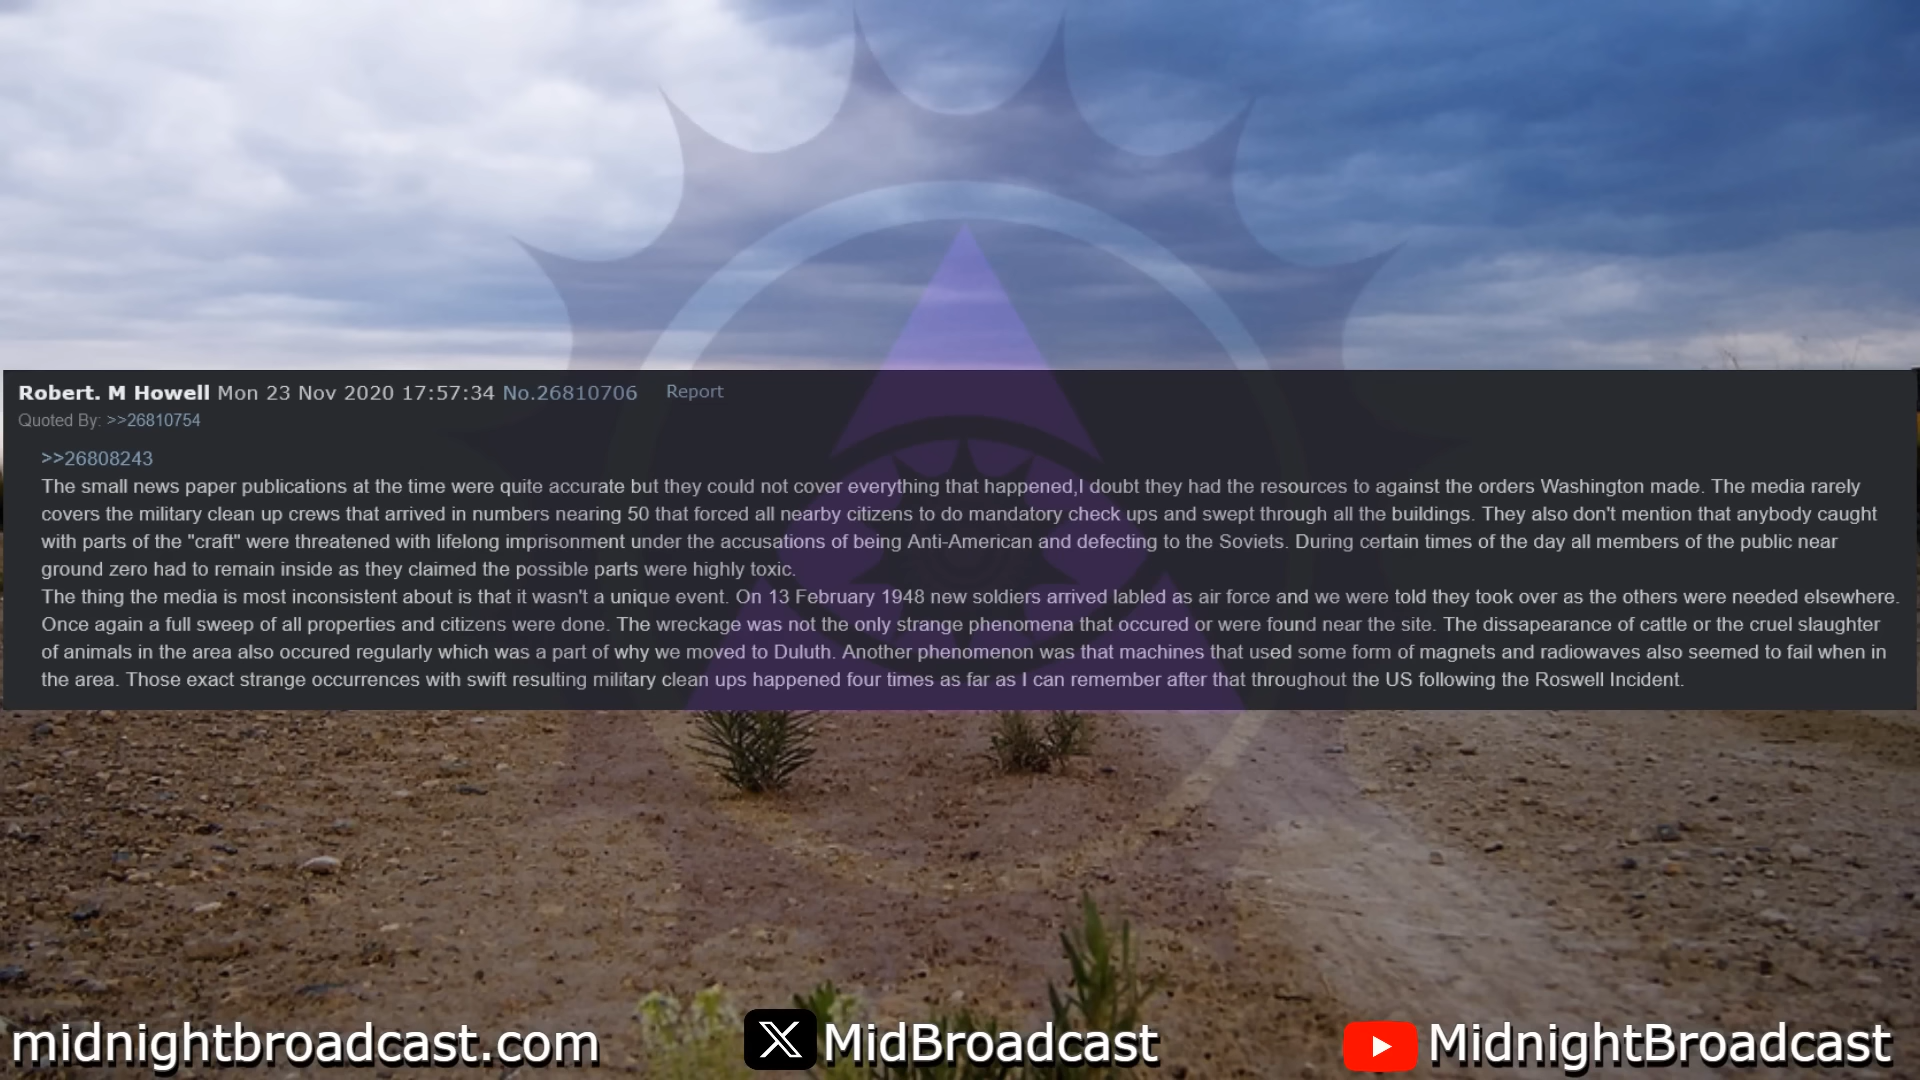 Robert. M Howell Mon 23 Nov 2020 17:57:34 No.26810706 Report
Quoted By: >>26810754
>>26808243
The small news paper publications at the time were quite accurate but they could not cover everything that happened,I doubt they had the resources to against the orders Washington made. The media rarely
covers the military clean up crews that arrived in numbers nearing 50 that forced all nearby citizens to do mandatory check ups and swept through all the buildings. They also don't mention that anybody caught
with parts of the "craft" were threatened with lifelong imprisonment under the accusations of being Anti-American and defecting to the Soviets. During certain times of the day all members of the public near
ground zero had to remain inside as they claimed the possible parts were highly toxic.
The thing the media is most inconsistent about is that it wasn't a unique event. On 13 February 1948 new soldiers arrived labled as air force and we were told they took over as the others were needed elsewhere.
Once again a full sweep of all properties and citizens were done. The wreckage was not the only strange phenomena that occured or were found near the site. The dissapearance of cattle or the cruel slaughter
of animals in the area also occured regularly which was a part of why we moved to Duluth. Another phenomenon was that machines that used some form of magnets and radiowaves also seemed to fail when in
the area. Those exact strange occurrences with swift resulting military clean ups happened four times as far as I can remember after that throughout the US following the Roswell Incident.
midnightbroadcast.com MidBroadcast MidnightBroadcast